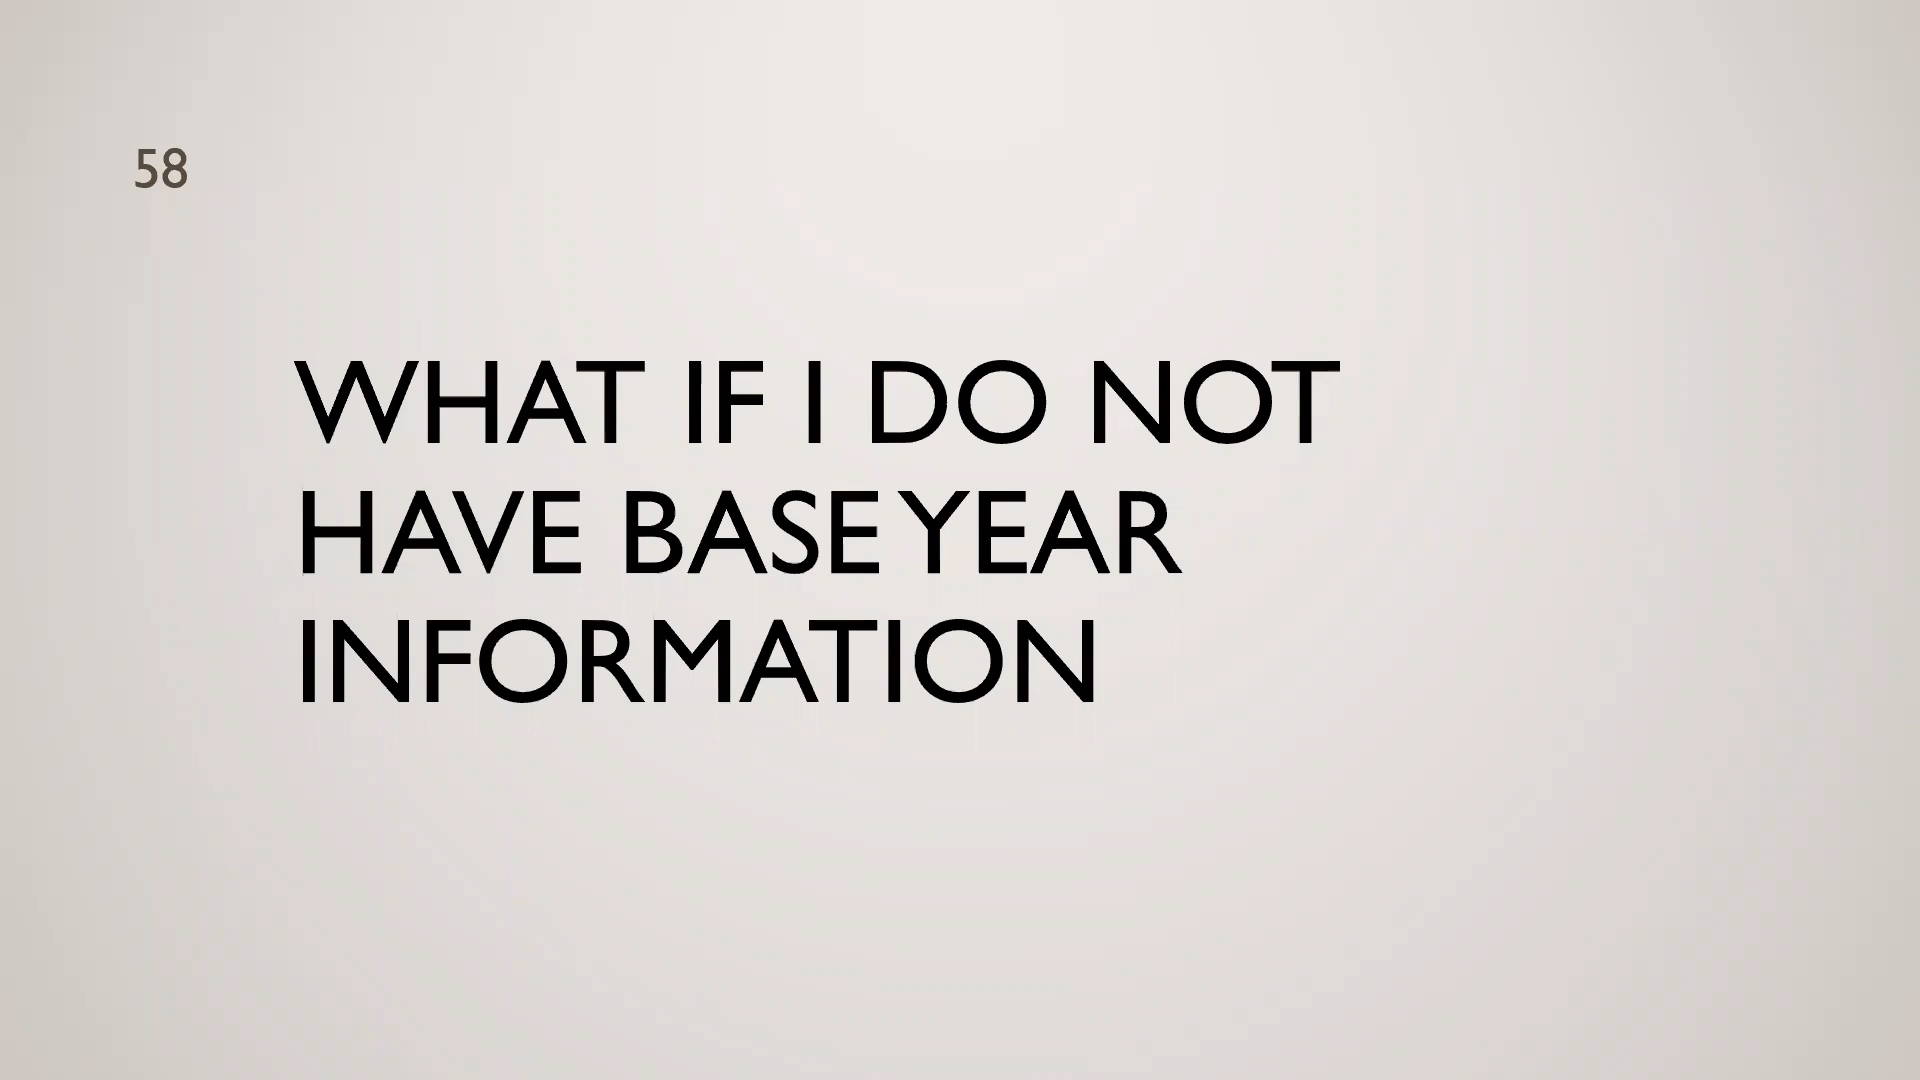 58
WHAT IF I DO NOT
HAVE BASE YEAR
INFORMATION